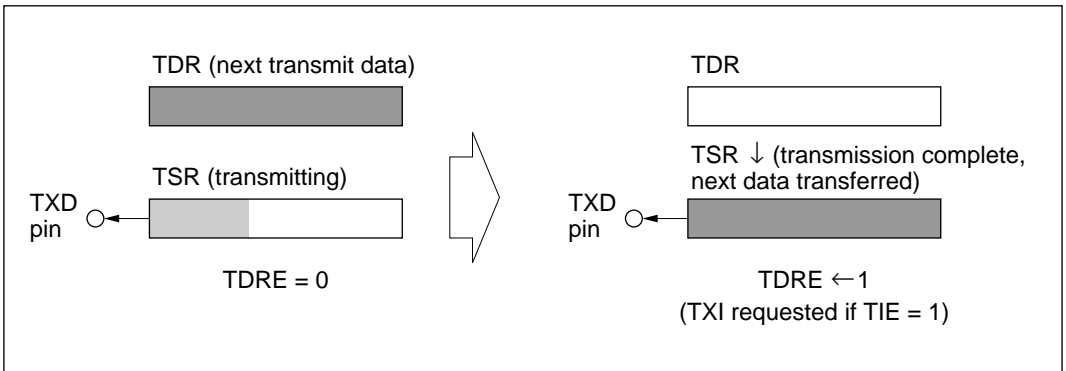 TDR (next transmit data)
TSR (transmitting)
TXD
pin
TDRE = 0
TDR
TSR ↓ (transmission complete,
next data transferred)
TXD
pin
TDRE ←1
(TXI requested if TIE = 1)